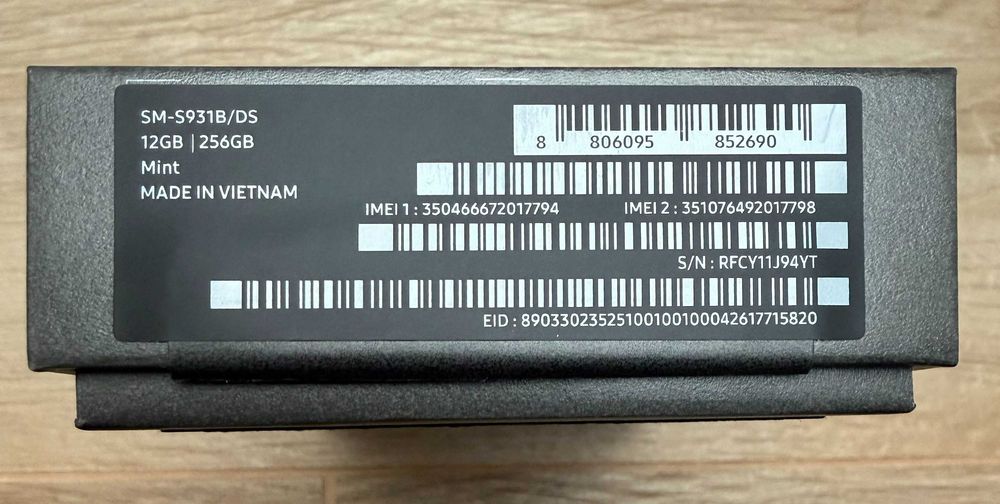 SM-S931B/DS
12GB | 256GB
Mint
MADE IN VIETNAM
8 806095 852690
IMEI 1 : 350466672017794 IMEI 2 : 351076492017798
S/N : RFCY11J94YT
EID : 89033023525100100100042617715820